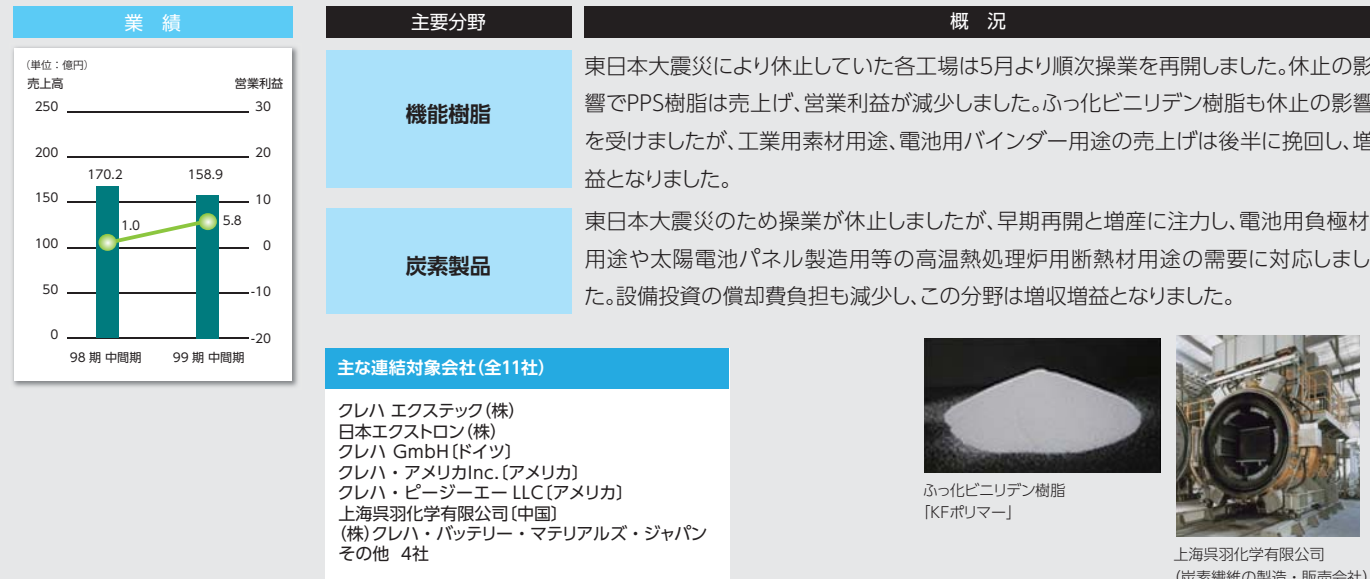 業 績
(単位：億円)
売上高 営業利益
250 30
200 20
170.2 158.9
150 10
1.0 5.8
100 0
50 -10
0 -20
98 期 中間期 99 期 中間期
主要分野
概 況
機能樹脂
東日本大震災により休止していた各工場は5月より順次操業を再開しました。休止の影
響でPPS樹脂は売上げ、営業利益が減少しました。ふっ化ビニリデン樹脂も休止の影響
を受けましたが、工業用素材用途、電池用バインダー用途の売上げは後半に挽回し、増
益となりました。
炭素製品
東日本大震災のため操業が休止しましたが、早期再開と増産に注力し、電池用負極材
用途や太陽電池パネル製造用等の高温熱処理炉用断熱材用途の需要に対応しまし
た。設備投資の償却費負担も減少し、この分野は増収増益となりました。
主な連結対象会社（全11社）
クレハ エクステック（株）
日本エクストロン（株）
クレハ GmbH〔ドイツ〕
クレハ・アメリカInc.〔アメリカ〕
クレハ・ピージーエー LLC〔アメリカ〕
上海呉羽化学有限公司〔中国〕
（株）クレハ・バッテリー・マテリアルズ・ジャパン
その他 4社
ふっ化ビニリデン樹脂
「KFポリマー」
上海呉羽化学有限公司
(炭素繊維の製造・販売会社)